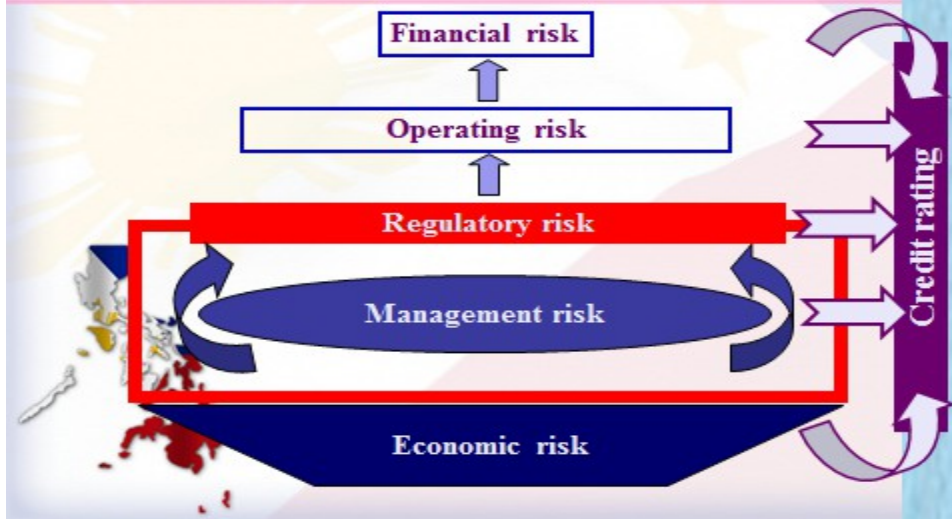 Financial risk
Operating risk
Regulatory risk
Management risk
Economic risk
Credit rating